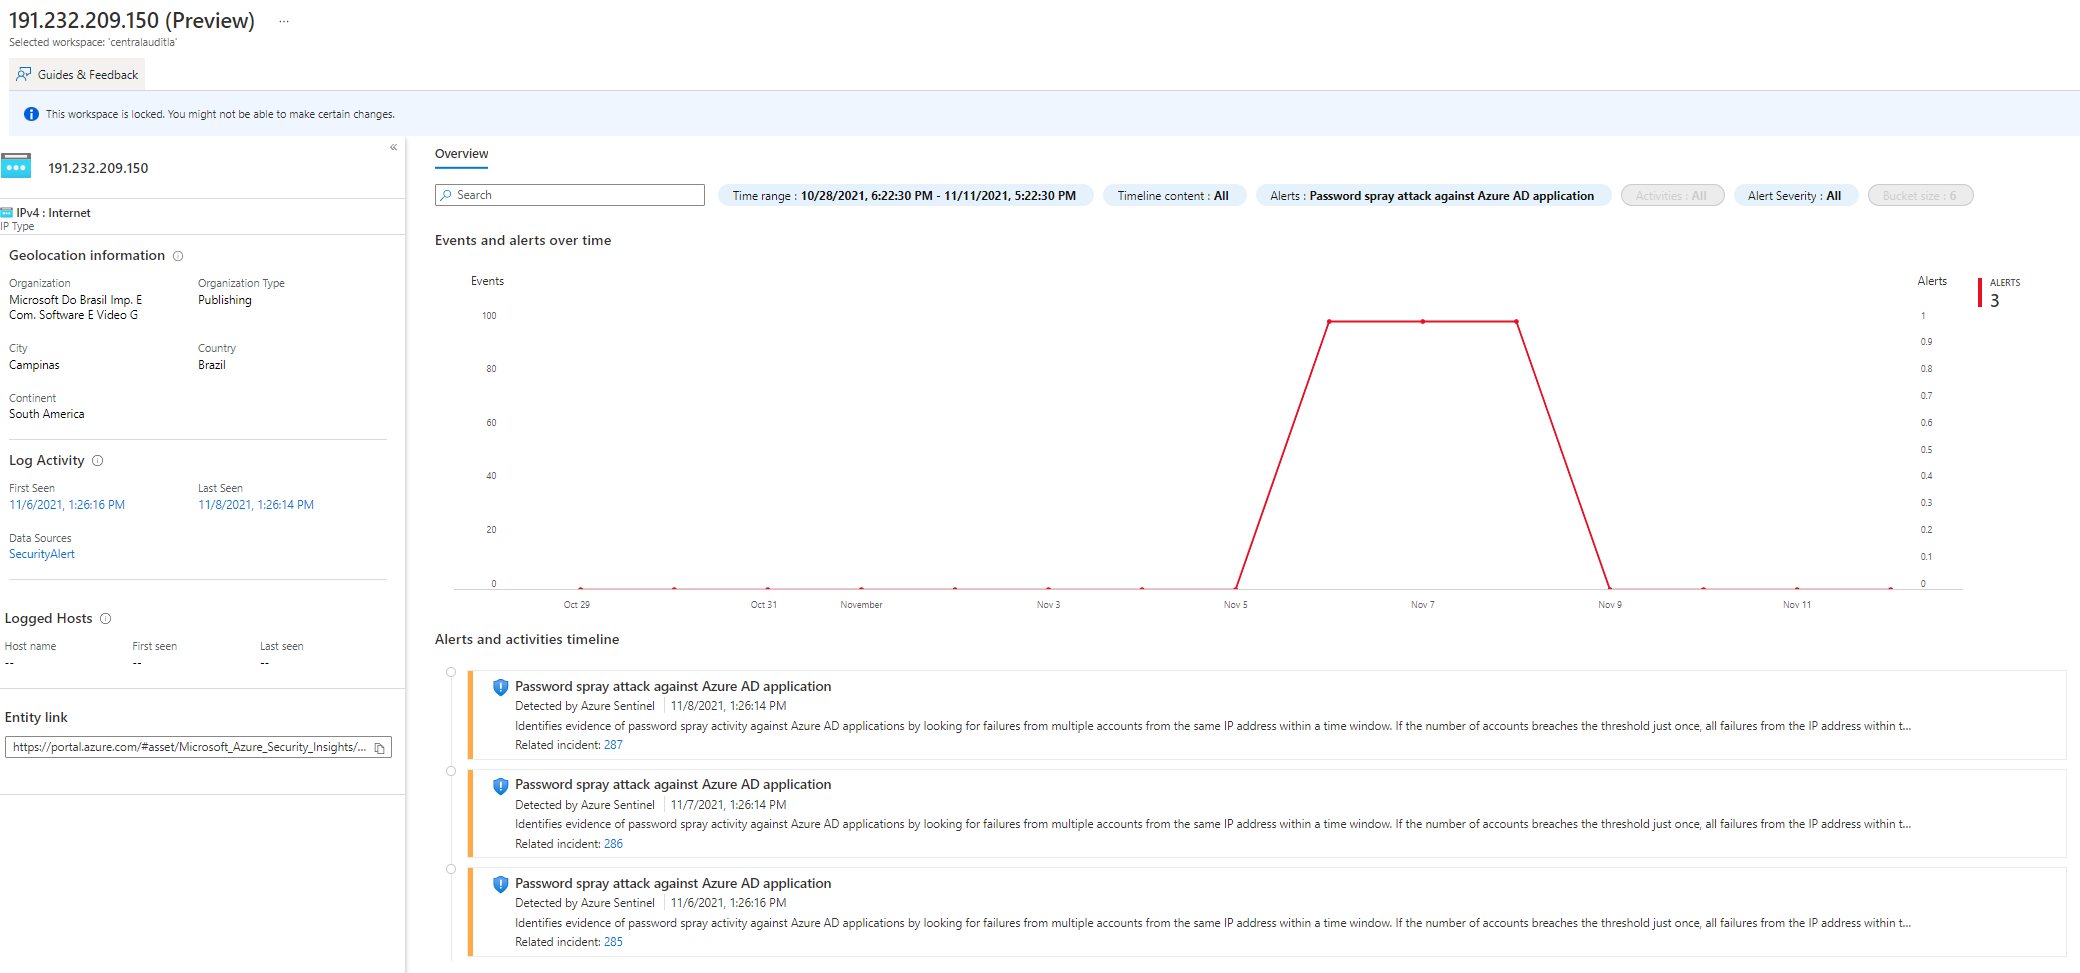 191.232.209.150 (Preview) ...
Selected workspace: 'centralauditla'
Guides & Feedback
This workspace is locked. You might not be able to make certain changes.
«
191.232.209.150
IPv4 : Internet
IP Type
Geolocation information
Organization Organization Type
Microsoft Do Brasil Imp. E Publishing
Com. Software E Video G
City Country
Campinas Brazil
Continent
South America
Log Activity
First Seen Last Seen
11/6/2021, 1:26:16 PM 11/8/2021, 1:26:14 PM
Data Sources
SecurityAlert
Logged Hosts
Host name First seen Last seen
-- -- --
Entity link
https://portal.azure.com/#asset/Microsoft_Azure_Security_Insights/...
Overview
Search Time range : 10/28/2021, 6:22:30 PM - 11/11/2021, 5:22:30 PM Timeline content : All Alerts : Password spray attack against Azure AD application Activities : All Alert Severity : All Bucket size : 6
Events and alerts over time
Events Alerts ALERTS
3
100 1
0.9
80 0.8
0.7
60 0.6
0.5
40 0.4
0.3
20 0.2
0.1
0 0
Oct 29 Oct 31 November Nov 3 Nov 5 Nov 7 Nov 9 Nov 11
Alerts and activities timeline
Password spray attack against Azure AD application
Detected by Azure Sentinel 11/8/2021, 1:26:14 PM
Identifies evidence of password spray activity against Azure AD applications by looking for failures from multiple accounts from the same IP address within a time window. If the number of accounts breaches the threshold just once, all failures from the IP address within t...
Related incident: 287
Password spray attack against Azure AD application
Detected by Azure Sentinel 11/7/2021, 1:26:14 PM
Identifies evidence of password spray activity against Azure AD applications by looking for failures from multiple accounts from the same IP address within a time window. If the number of accounts breaches the threshold just once, all failures from the IP address within t...
Related incident: 286
Password spray attack against Azure AD application
Detected by Azure Sentinel 11/6/2021, 1:26:16 PM
Identifies evidence of password spray activity against Azure AD applications by looking for failures from multiple accounts from the same IP address within a time window. If the number of accounts breaches the threshold just once, all failures from the IP address within t...
Related incident: 285